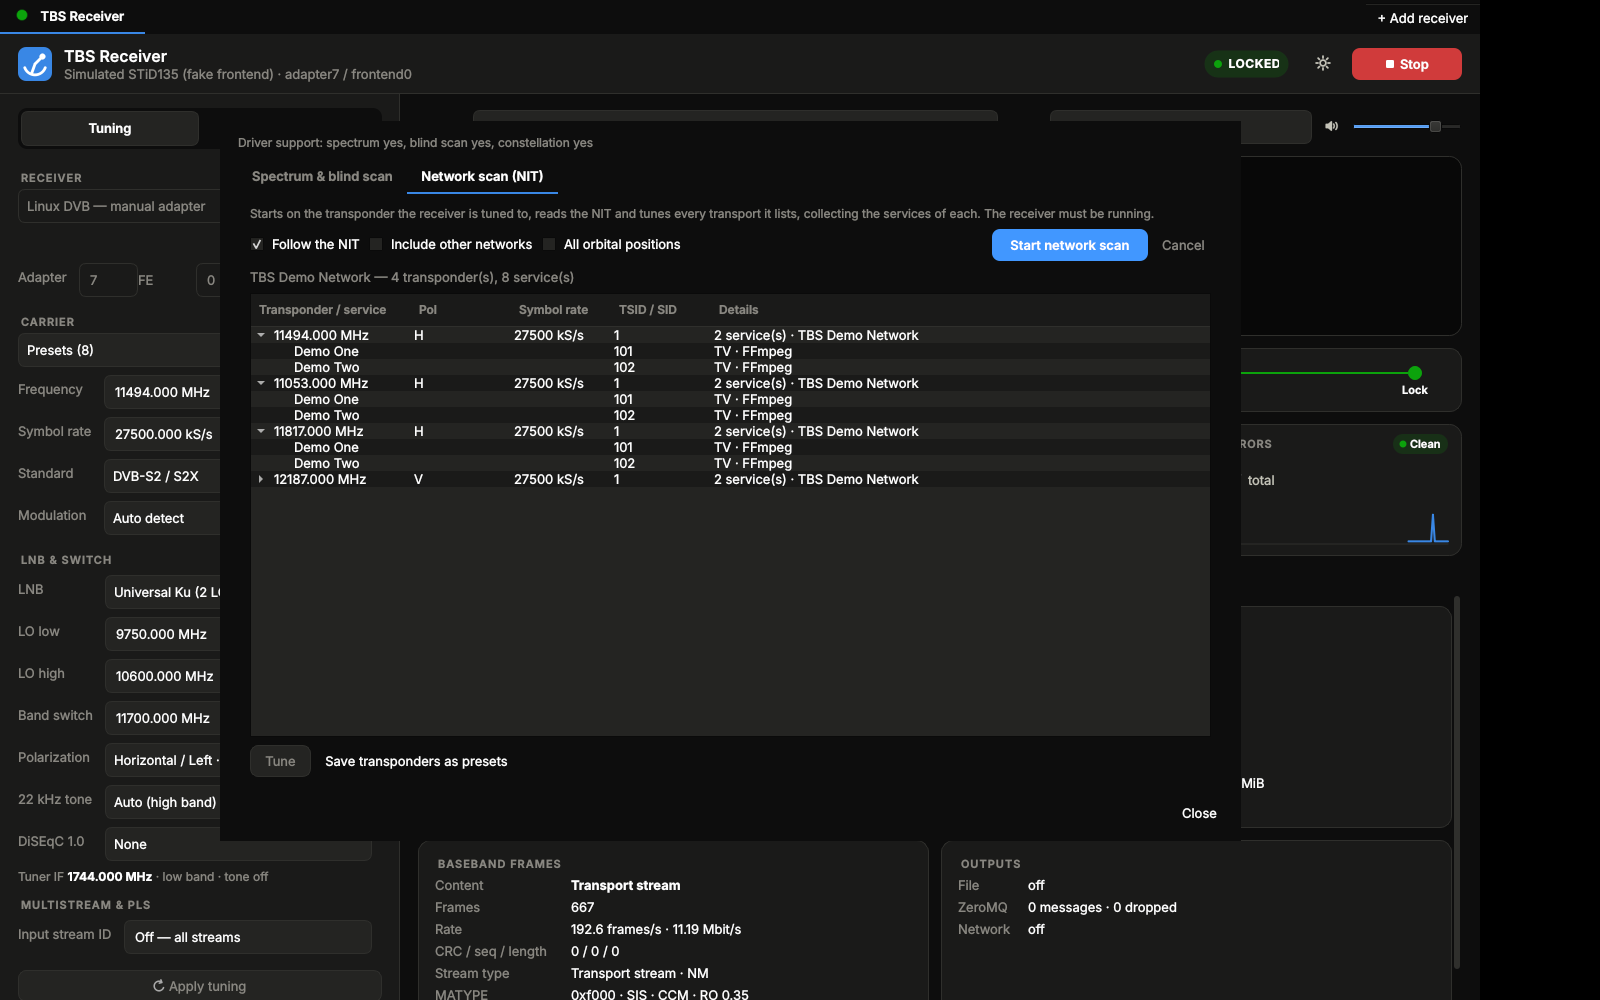 TBS Receiver
+ Add receiver
TBS Receiver
Simulated STiD135 (fake frontend) · adapter7 / frontend0
LOCKED
Stop
Tuning
Driver support: spectrum yes, blind scan yes, constellation yes
Spectrum & blind scan
Network scan (NIT)
Starts on the transponder the receiver is tuned to, reads the NIT and tunes every transport it lists, collecting the services of each. The receiver must be running.
Follow the NIT
Include other networks
All orbital positions
Start network scan
Cancel
TBS Demo Network — 4 transponder(s), 8 service(s)
Transponder / service Pol Symbol rate TSID / SID Details
11494.000 MHz H 27500 kS/s 1 2 service(s) · TBS Demo Network
Demo One 101 TV · FFmpeg
Demo Two 102 TV · FFmpeg
11053.000 MHz H 27500 kS/s 1 2 service(s) · TBS Demo Network
Demo One 101 TV · FFmpeg
Demo Two 102 TV · FFmpeg
11817.000 MHz H 27500 kS/s 1 2 service(s) · TBS Demo Network
Demo One 101 TV · FFmpeg
Demo Two 102 TV · FFmpeg
12187.000 MHz V 27500 kS/s 1 2 service(s) · TBS Demo Network
Tune
Save transponders as presets
Close
RECEIVER
Linux DVB — manual adapter
Adapter 7 FE 0
CARRIER
Presets (8)
Frequency 11494.000 MHz
Symbol rate 27500.000 kS/s
Standard DVB-S2 / S2X
Modulation Auto detect
LNB & SWITCH
LNB Universal Ku (2 L
LO low 9750.000 MHz
LO high 10600.000 MHz
Band switch 11700.000 MHz
Polarization Horizontal / Left ·
22 kHz tone Auto (high band)
DiSEqC 1.0 None
Tuner IF 1744.000 MHz · low band · tone off
MULTISTREAM & PLS
Input stream ID Off — all streams
Apply tuning
Lock
RORS
Clean
total
MiB
BASEBAND FRAMES
Content Transport stream
Frames 667
Rate 192.6 frames/s · 11.19 Mbit/s
CRC / seq / length 0 / 0 / 0
Stream type Transport stream · NM
MATYPE 0xf000 · SIS · CCM · RO 0.35
OUTPUTS
File off
ZeroMQ 0 messages · 0 dropped
Network off